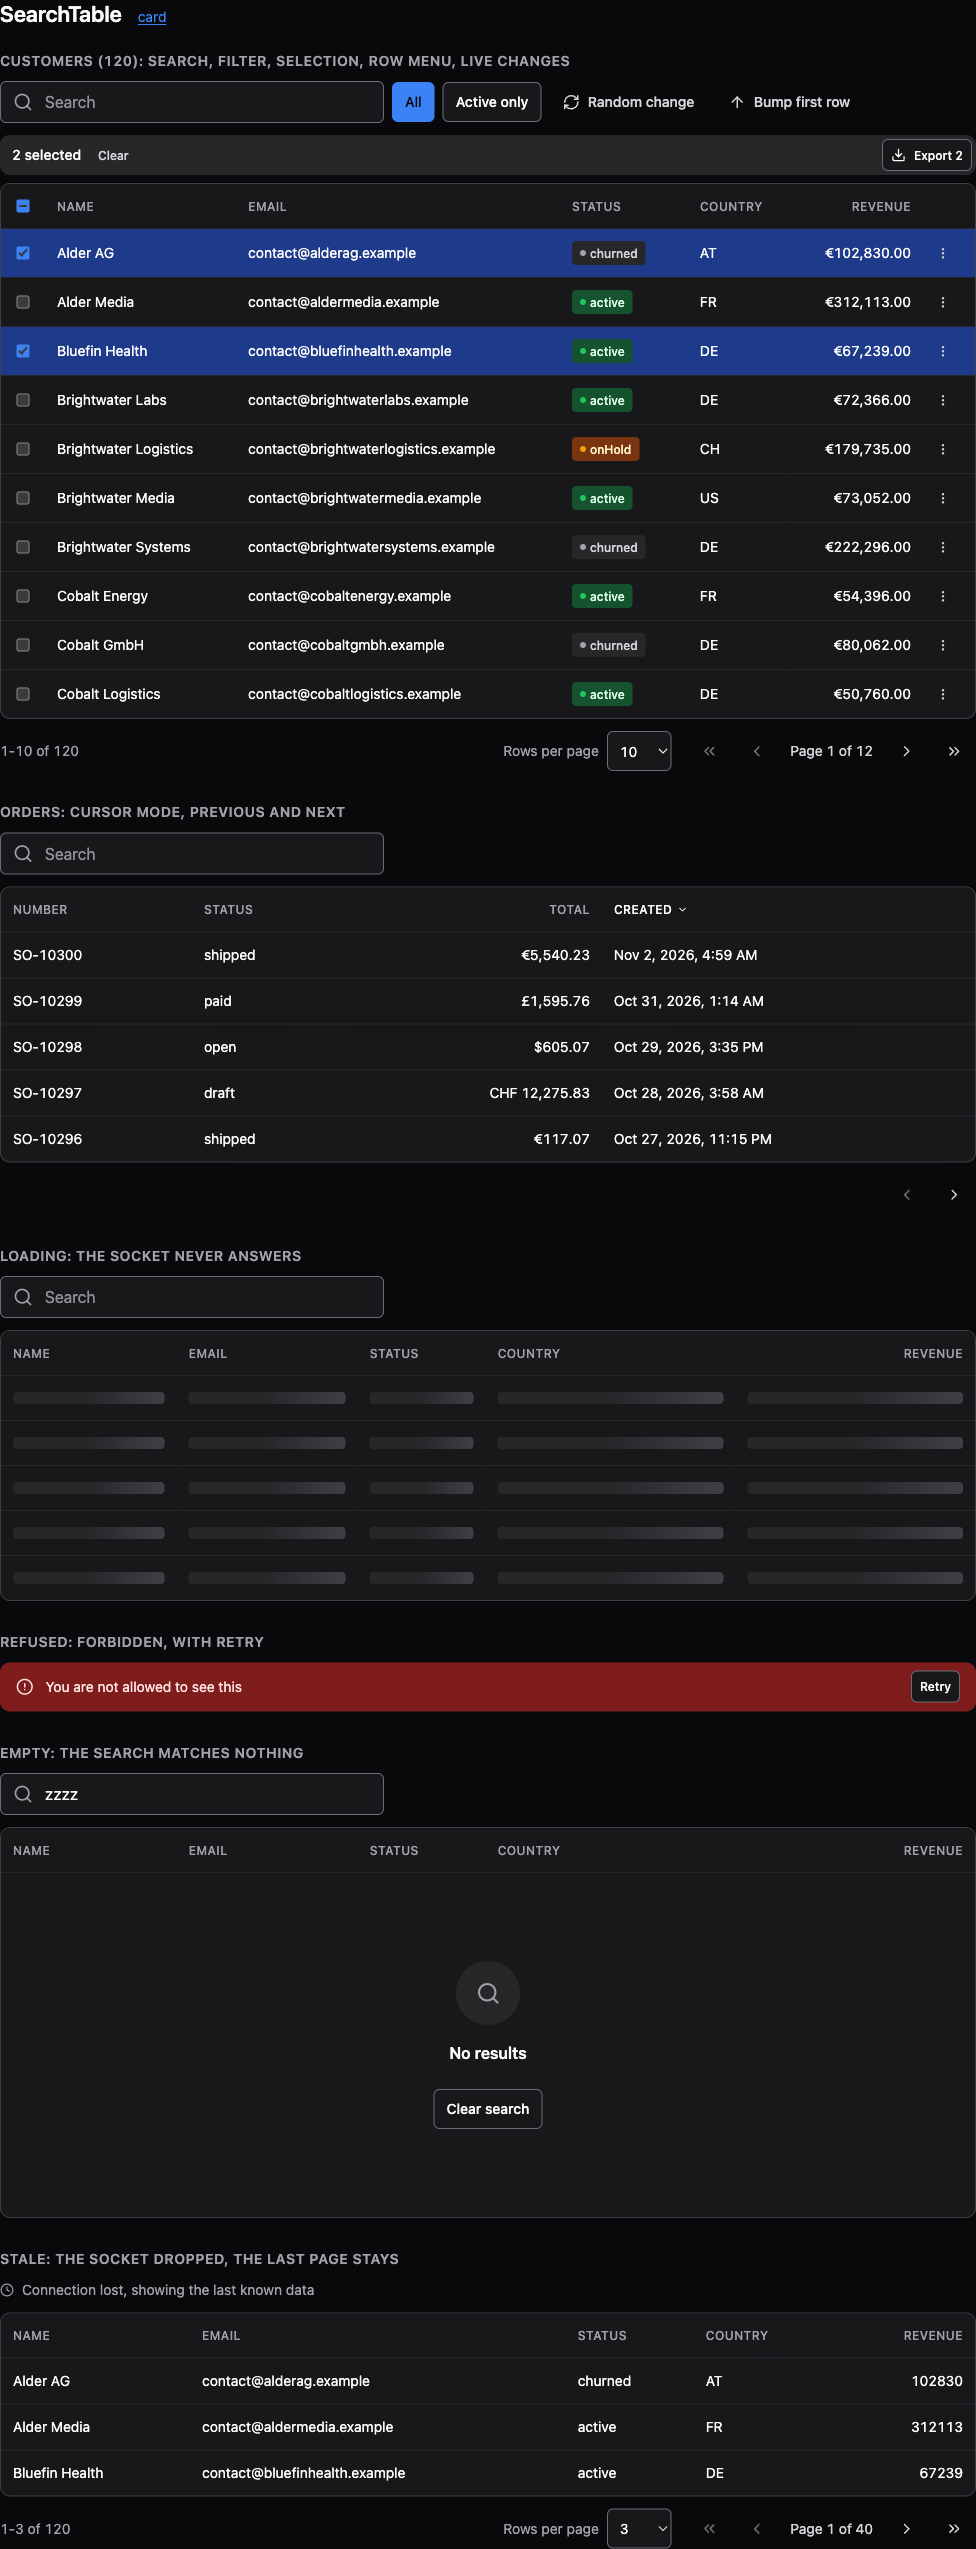 SearchTable card
CUSTOMERS (120): SEARCH, FILTER, SELECTION, ROW MENU, LIVE CHANGES
Search All Active only Random change Bump first row
2 selected Clear Export 2
NAME EMAIL STATUS COUNTRY REVENUE
Alder AG contact@alderag.example churned AT €102,830.00
Alder Media contact@aldermedia.example active FR €312,113.00
Bluefin Health contact@bluefinhealth.example active DE €67,239.00
Brightwater Labs contact@brightwaterlabs.example active DE €72,366.00
Brightwater Logistics contact@brightwaterlogistics.example onHold CH €179,735.00
Brightwater Media contact@brightwatermedia.example active US €73,052.00
Brightwater Systems contact@brightwatersystems.example churned DE €222,296.00
Cobalt Energy contact@cobaltenergy.example active FR €54,396.00
Cobalt GmbH contact@cobaltgmbh.example churned DE €80,062.00
Cobalt Logistics contact@cobaltlogistics.example active DE €50,760.00
1-10 of 120 Rows per page 10 Page 1 of 12
ORDERS: CURSOR MODE, PREVIOUS AND NEXT
Search
NUMBER STATUS TOTAL CREATED
SO-10300 shipped €5,540.23 Nov 2, 2026, 4:59 AM
SO-10299 paid £1,595.76 Oct 31, 2026, 1:14 AM
SO-10298 open $605.07 Oct 29, 2026, 3:35 PM
SO-10297 draft CHF 12,275.83 Oct 28, 2026, 3:58 AM
SO-10296 shipped €117.07 Oct 27, 2026, 11:15 PM
LOADING: THE SOCKET NEVER ANSWERS
Search
NAME EMAIL STATUS COUNTRY REVENUE
REFUSED: FORBIDDEN, WITH RETRY
You are not allowed to see this Retry
EMPTY: THE SEARCH MATCHES NOTHING
zzzz
NAME EMAIL STATUS COUNTRY REVENUE
No results
Clear search
STALE: THE SOCKET DROPPED, THE LAST PAGE STAYS
Connection lost, showing the last known data
NAME EMAIL STATUS COUNTRY REVENUE
Alder AG contact@alderag.example churned AT 102830
Alder Media contact@aldermedia.example active FR 312113
Bluefin Health contact@bluefinhealth.example active DE 67239
1-3 of 120 Rows per page 3 Page 1 of 40